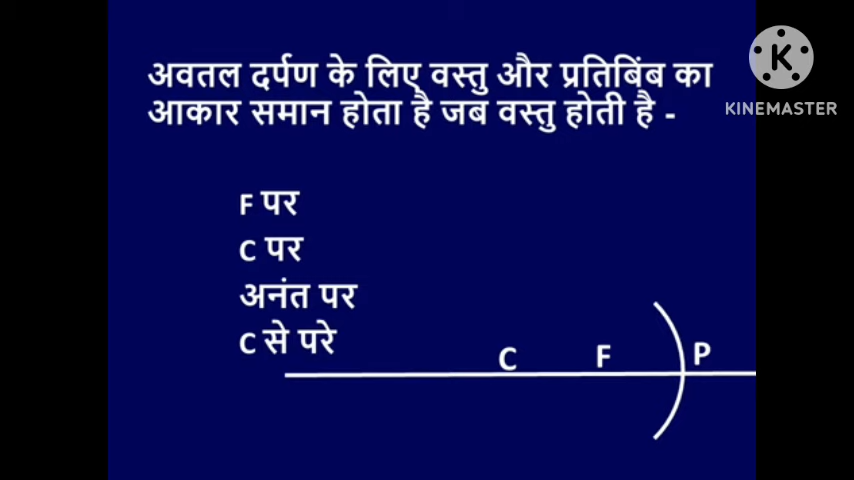 अवतल दर्पण के लिए वस्तु और प्रतिबिंब का
आकार समान होता है जब वस्तु होती है -
F पर
C पर
अनंत पर
C से परे
C F P
K
KINEMASTER